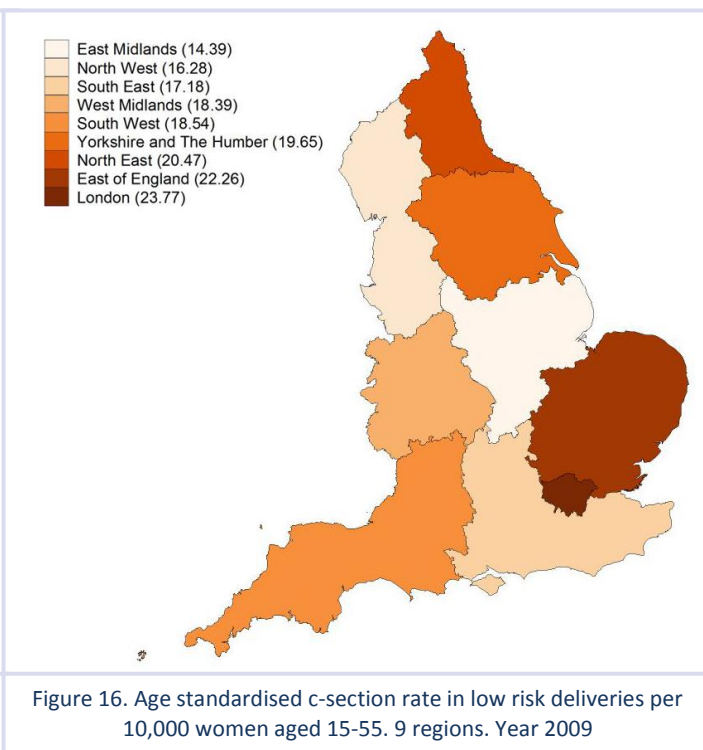 East Midlands (14.39)
North West (16.28)
South East (17.18)
West Midlands (18.39)
South West (18.54)
Yorkshire and The Humber (19.65)
North East (20.47)
East of England (22.26)
London (23.77)
Figure 16. Age standardised c-section rate in low risk deliveries per
10,000 women aged 15-55. 9 regions. Year 2009